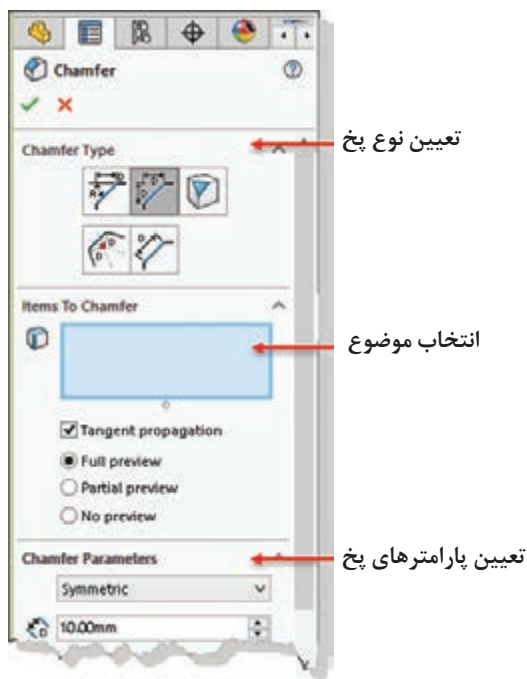 Chamfer
Chamfer Type
تعیین نوع پخ
Items To Chamfer
انتخاب موضوع
Tangent propagation
Full preview
Partial preview
No preview
Chamfer Parameters
تعیین پارامترهای پخ
Symmetric
10.00mm